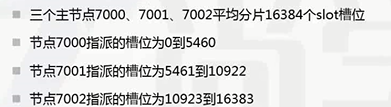 三个主节点7000、7001、7002平均分片16384个slot槽位
节点7000指派的槽位为0到5460
节点7001指派的槽位为5461到10922
节点7002指派的槽位为10923到16383